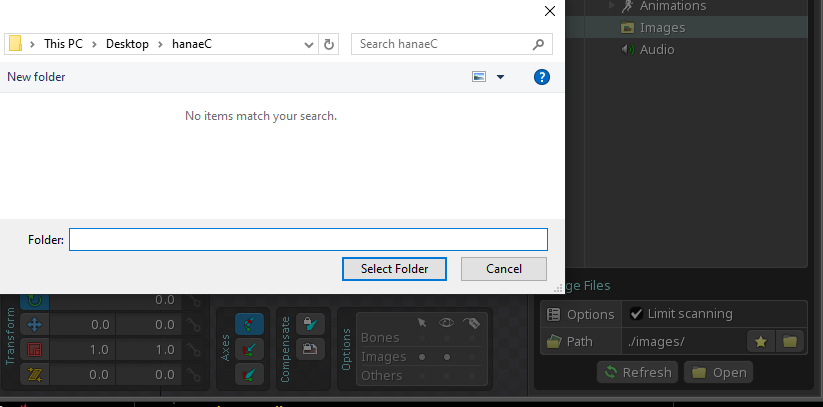 Animations
This PC Desktop hanaeC Search hanaeC
Images
Audio
New folder
?
No items match your search.
Folder:
Select Folder Cancel
ge Files
Transform
0.0
0.0 0.0
1.0 1.0
0.0 0.0
Axes
Compensate
Options
Bones
Images
Others
Options Limit scanning
Path ./images/
Refresh Open